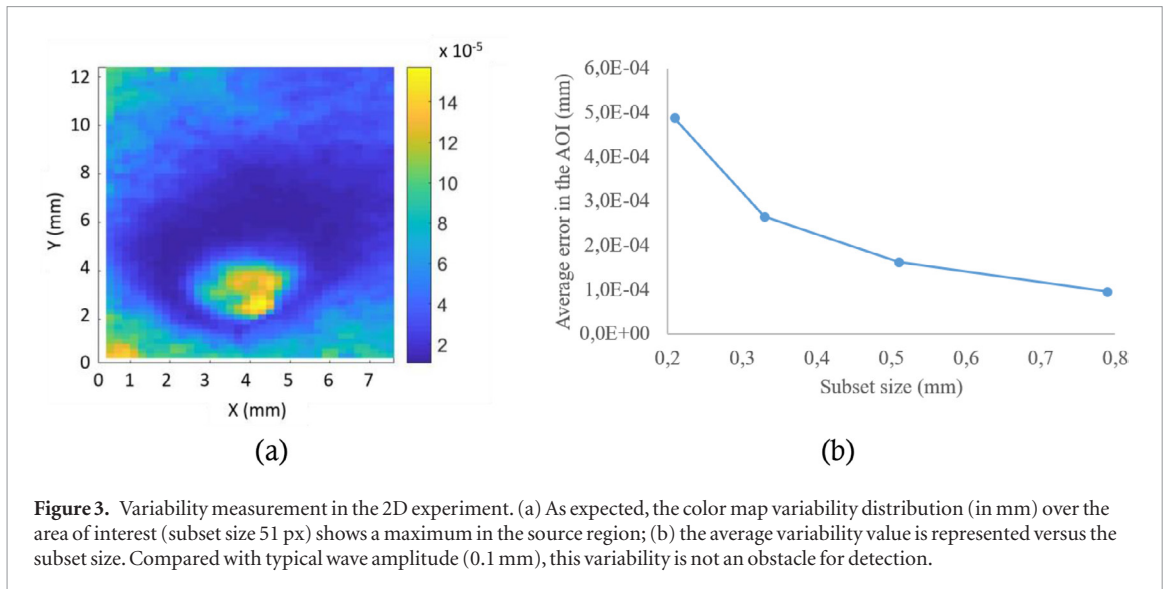 x 10⁻⁵
12
10
8
6
4
2
0
Y (mm)
0 1 2 3 4 5 6 7
X (mm)
14
12
10
8
6
4
2
(a)
6,0E-04
5,0E-04
4,0E-04
3,0E-04
2,0E-04
1,0E-04
0,0E+00
Average error in the AOI (mm)
0,2 0,3 0,4 0,5 0,6 0,7 0,8
Subset size (mm)
(b)
Figure 3. Variability measurement in the 2D experiment. (a) As expected, the color map variability distribution (in mm) over the
area of interest (subset size 51 px) shows a maximum in the source region; (b) the average variability value is represented versus the
subset size. Compared with typical wave amplitude (0.1 mm), this variability is not an obstacle for detection.